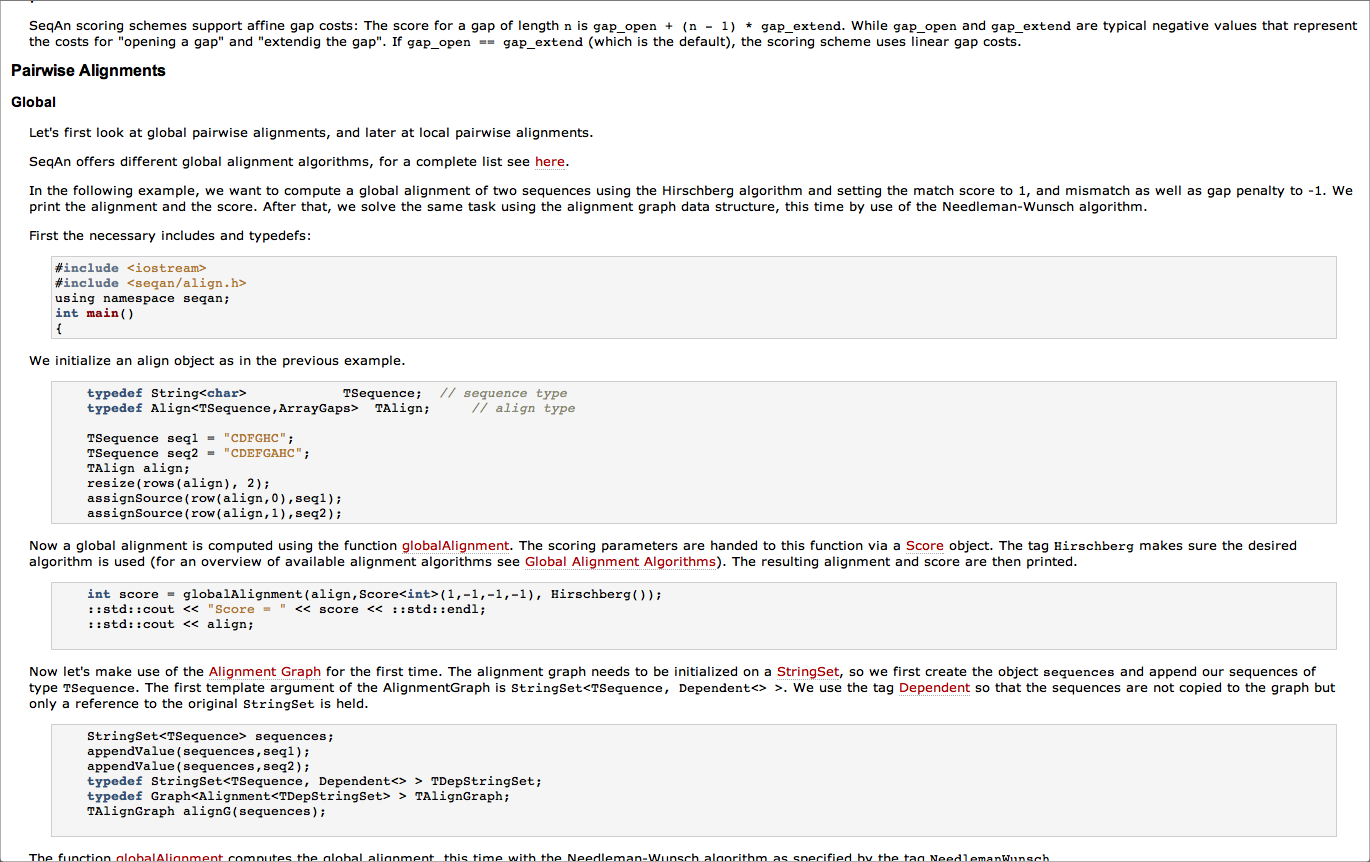 SeqAn scoring schemes support affine gap costs: The score for a gap of length n is gap_open + (n - 1) * gap_extend. While gap_open and gap_extend are typical negative values that represent
the costs for "opening a gap" and "extendig the gap". If gap_open == gap_extend (which is the default), the scoring scheme uses linear gap costs.
Pairwise Alignments
Global
Let's first look at global pairwise alignments, and later at local pairwise alignments.
SeqAn offers different global alignment algorithms, for a complete list see here.
In the following example, we want to compute a global alignment of two sequences using the Hirschberg algorithm and setting the match score to 1, and mismatch as well as gap penalty to -1. We
print the alignment and the score. After that, we solve the same task using the alignment graph data structure, this time by use of the Needleman-Wunsch algorithm.
First the necessary includes and typedefs:
#include <iostream>
#include <seqan/align.h>
using namespace seqan;
int main()
{
We initialize an align object as in the previous example.
typedef String<char> TSequence; // sequence type
typedef Align<TSequence,ArrayGaps> TAlign; // align type
TSequence seq1 = "CDFGHC";
TSequence seq2 = "CDEFGAHC";
TAlign align;
resize(rows(align), 2);
assignSource(row(align,0),seq1);
assignSource(row(align,1),seq2);
Now a global alignment is computed using the function globalAlignment. The scoring parameters are handed to this function via a Score object. The tag Hirschberg makes sure the desired
algorithm is used (for an overview of available alignment algorithms see Global Alignment Algorithms). The resulting alignment and score are then printed.
int score = globalAlignment(align,Score<int>(1,-1,-1,-1), Hirschberg());
::std::cout << "Score = " << score << ::std::endl;
::std::cout << align;
Now let's make use of the Alignment Graph for the first time. The alignment graph needs to be initialized on a StringSet, so we first create the object sequences and append our sequences of
type TSequence. The first template argument of the AlignmentGraph is StringSet<TSequence, Dependent<> >. We use the tag Dependent so that the sequences are not copied to the graph but
only a reference to the original StringSet is held.
StringSet<TSequence> sequences;
appendValue(sequences,seq1);
appendValue(sequences,seq2);
typedef StringSet<TSequence, Dependent<> > TDepStringSet;
typedef Graph<Alignment<TDepStringSet> > TAlignGraph;
TAlignGraph alignG(sequences);
The function globalAlignment computes the global alignment, this time with the Needleman-Wunsch algorithm as specified by the tag NeedlemanWunsch